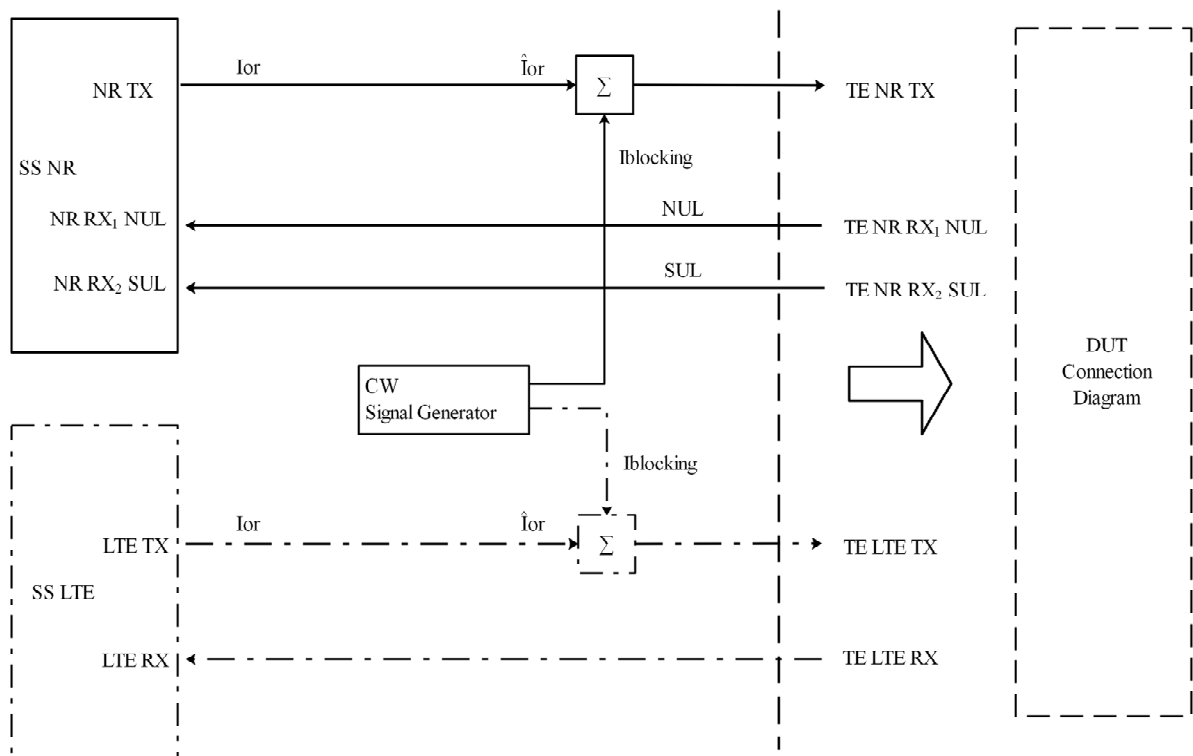 Ior
Îor
Σ
NR TX
TE NR TX
Iblocking
SS NR
NR RX₁ NUL
NUL
TE NR RX₁ NUL
SUL
NR RX₂ SUL
TE NR RX₂ SUL
DUT
Connection
Diagram
CW
Signal Generator
Iblocking
Ior
Îor
Σ
LTE TX
TE LTE TX
SS LTE
LTE RX
TE LTE RX